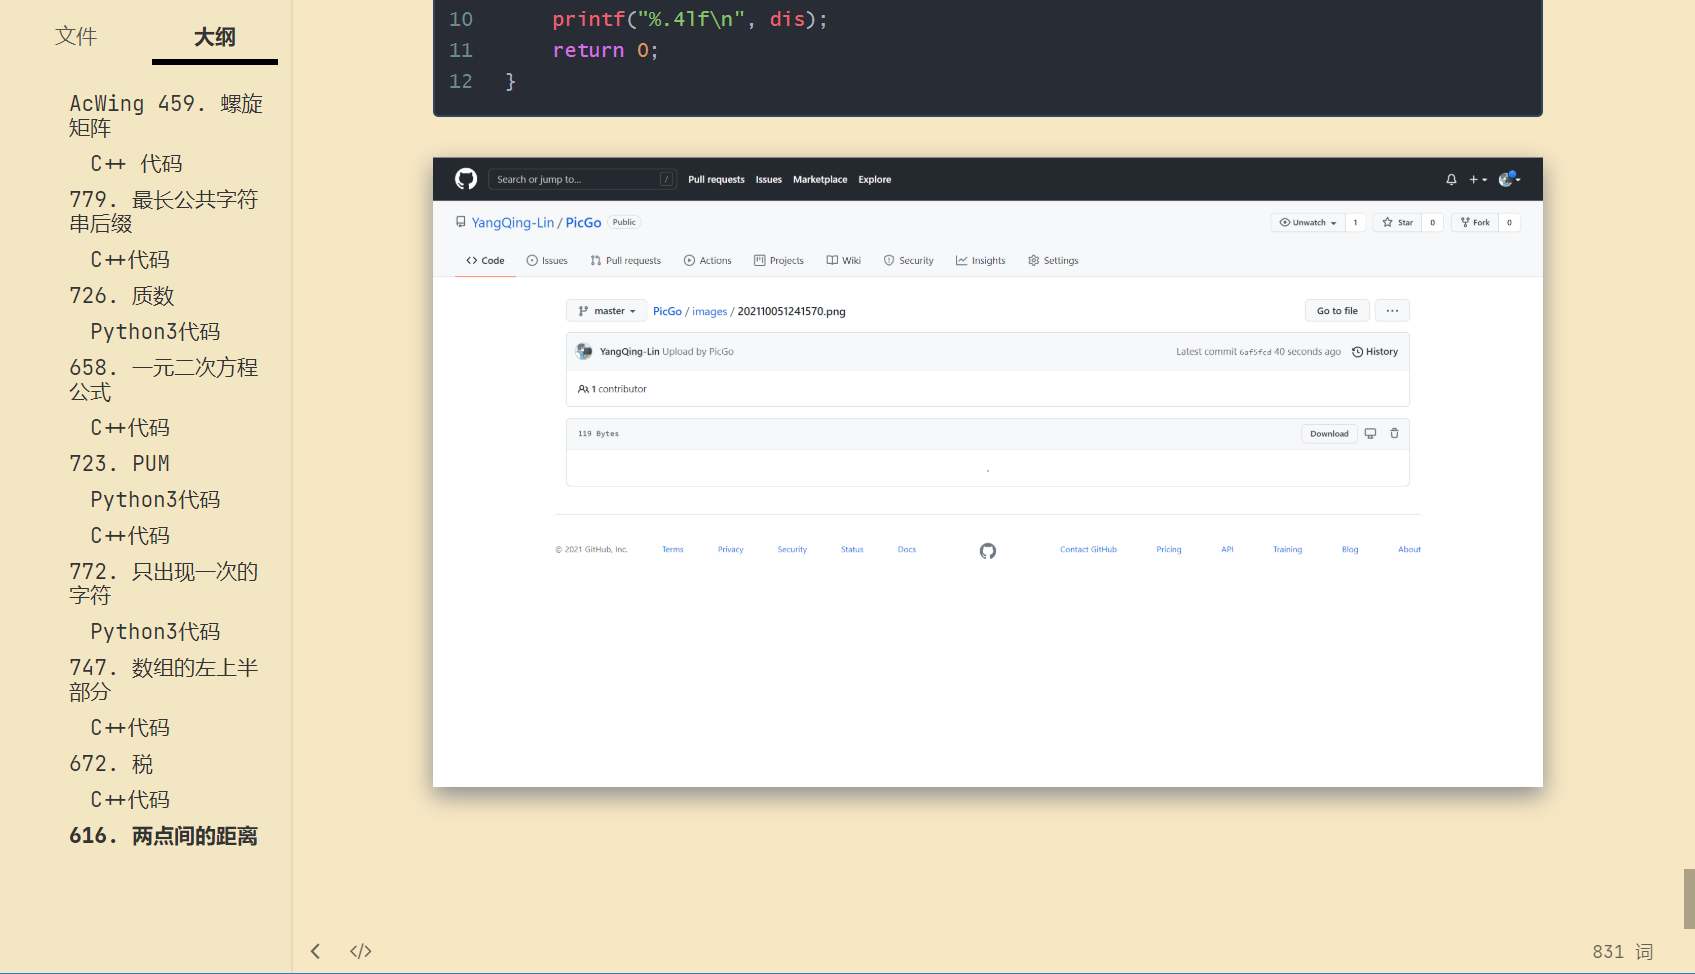 文件
大纲
AcWing 459. 螺旋
矩阵
C++ 代码
779. 最长公共字符
串后缀
C++代码
726. 质数
Python3代码
658. 一元二次方程
公式
C++代码
723. PUM
Python3代码
C++代码
772. 只出现一次的
字符
Python3代码
747. 数组的左上半
部分
C++代码
672. 税
C++代码
616. 两点间的距离
10 printf("%.4lf\n", dis);
11 return 0;
12 }
Search or jump to... / Pull requests Issues Marketplace Explore
YangQing-Lin / PicGo Public Unwatch 1 Star 0 Fork 0
Code Issues Pull requests Actions Projects Wiki Security Insights Settings
master PicGo / images / 202110051241570.png Go to file ...
YangQing-Lin Upload by PicGo Latest commit 6af5fcd 40 seconds ago History
1 contributor
119 Bytes Download
© 2021 GitHub, Inc. Terms Privacy Security Status Docs Contact GitHub Pricing API Training Blog About
</> 831 词